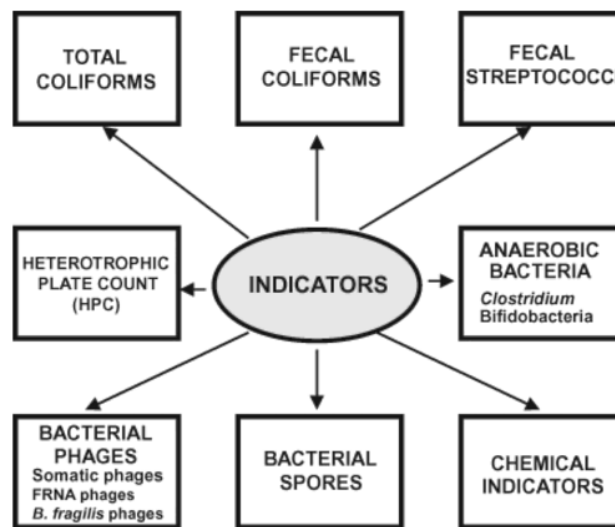 TOTAL
COLIFORMS
FECAL
COLIFORMS
FECAL
STREPTOCOCC
HETEROTROPHIC
PLATE COUNT
(HPC)
INDICATORS
ANAEROBIC
BACTERIA
Clostridium
Bifidobacteria
BACTERIAL
PHAGES
Somatic phages
FRNA phages
B. fragilis phages
BACTERIAL
SPORES
CHEMICAL
INDICATORS